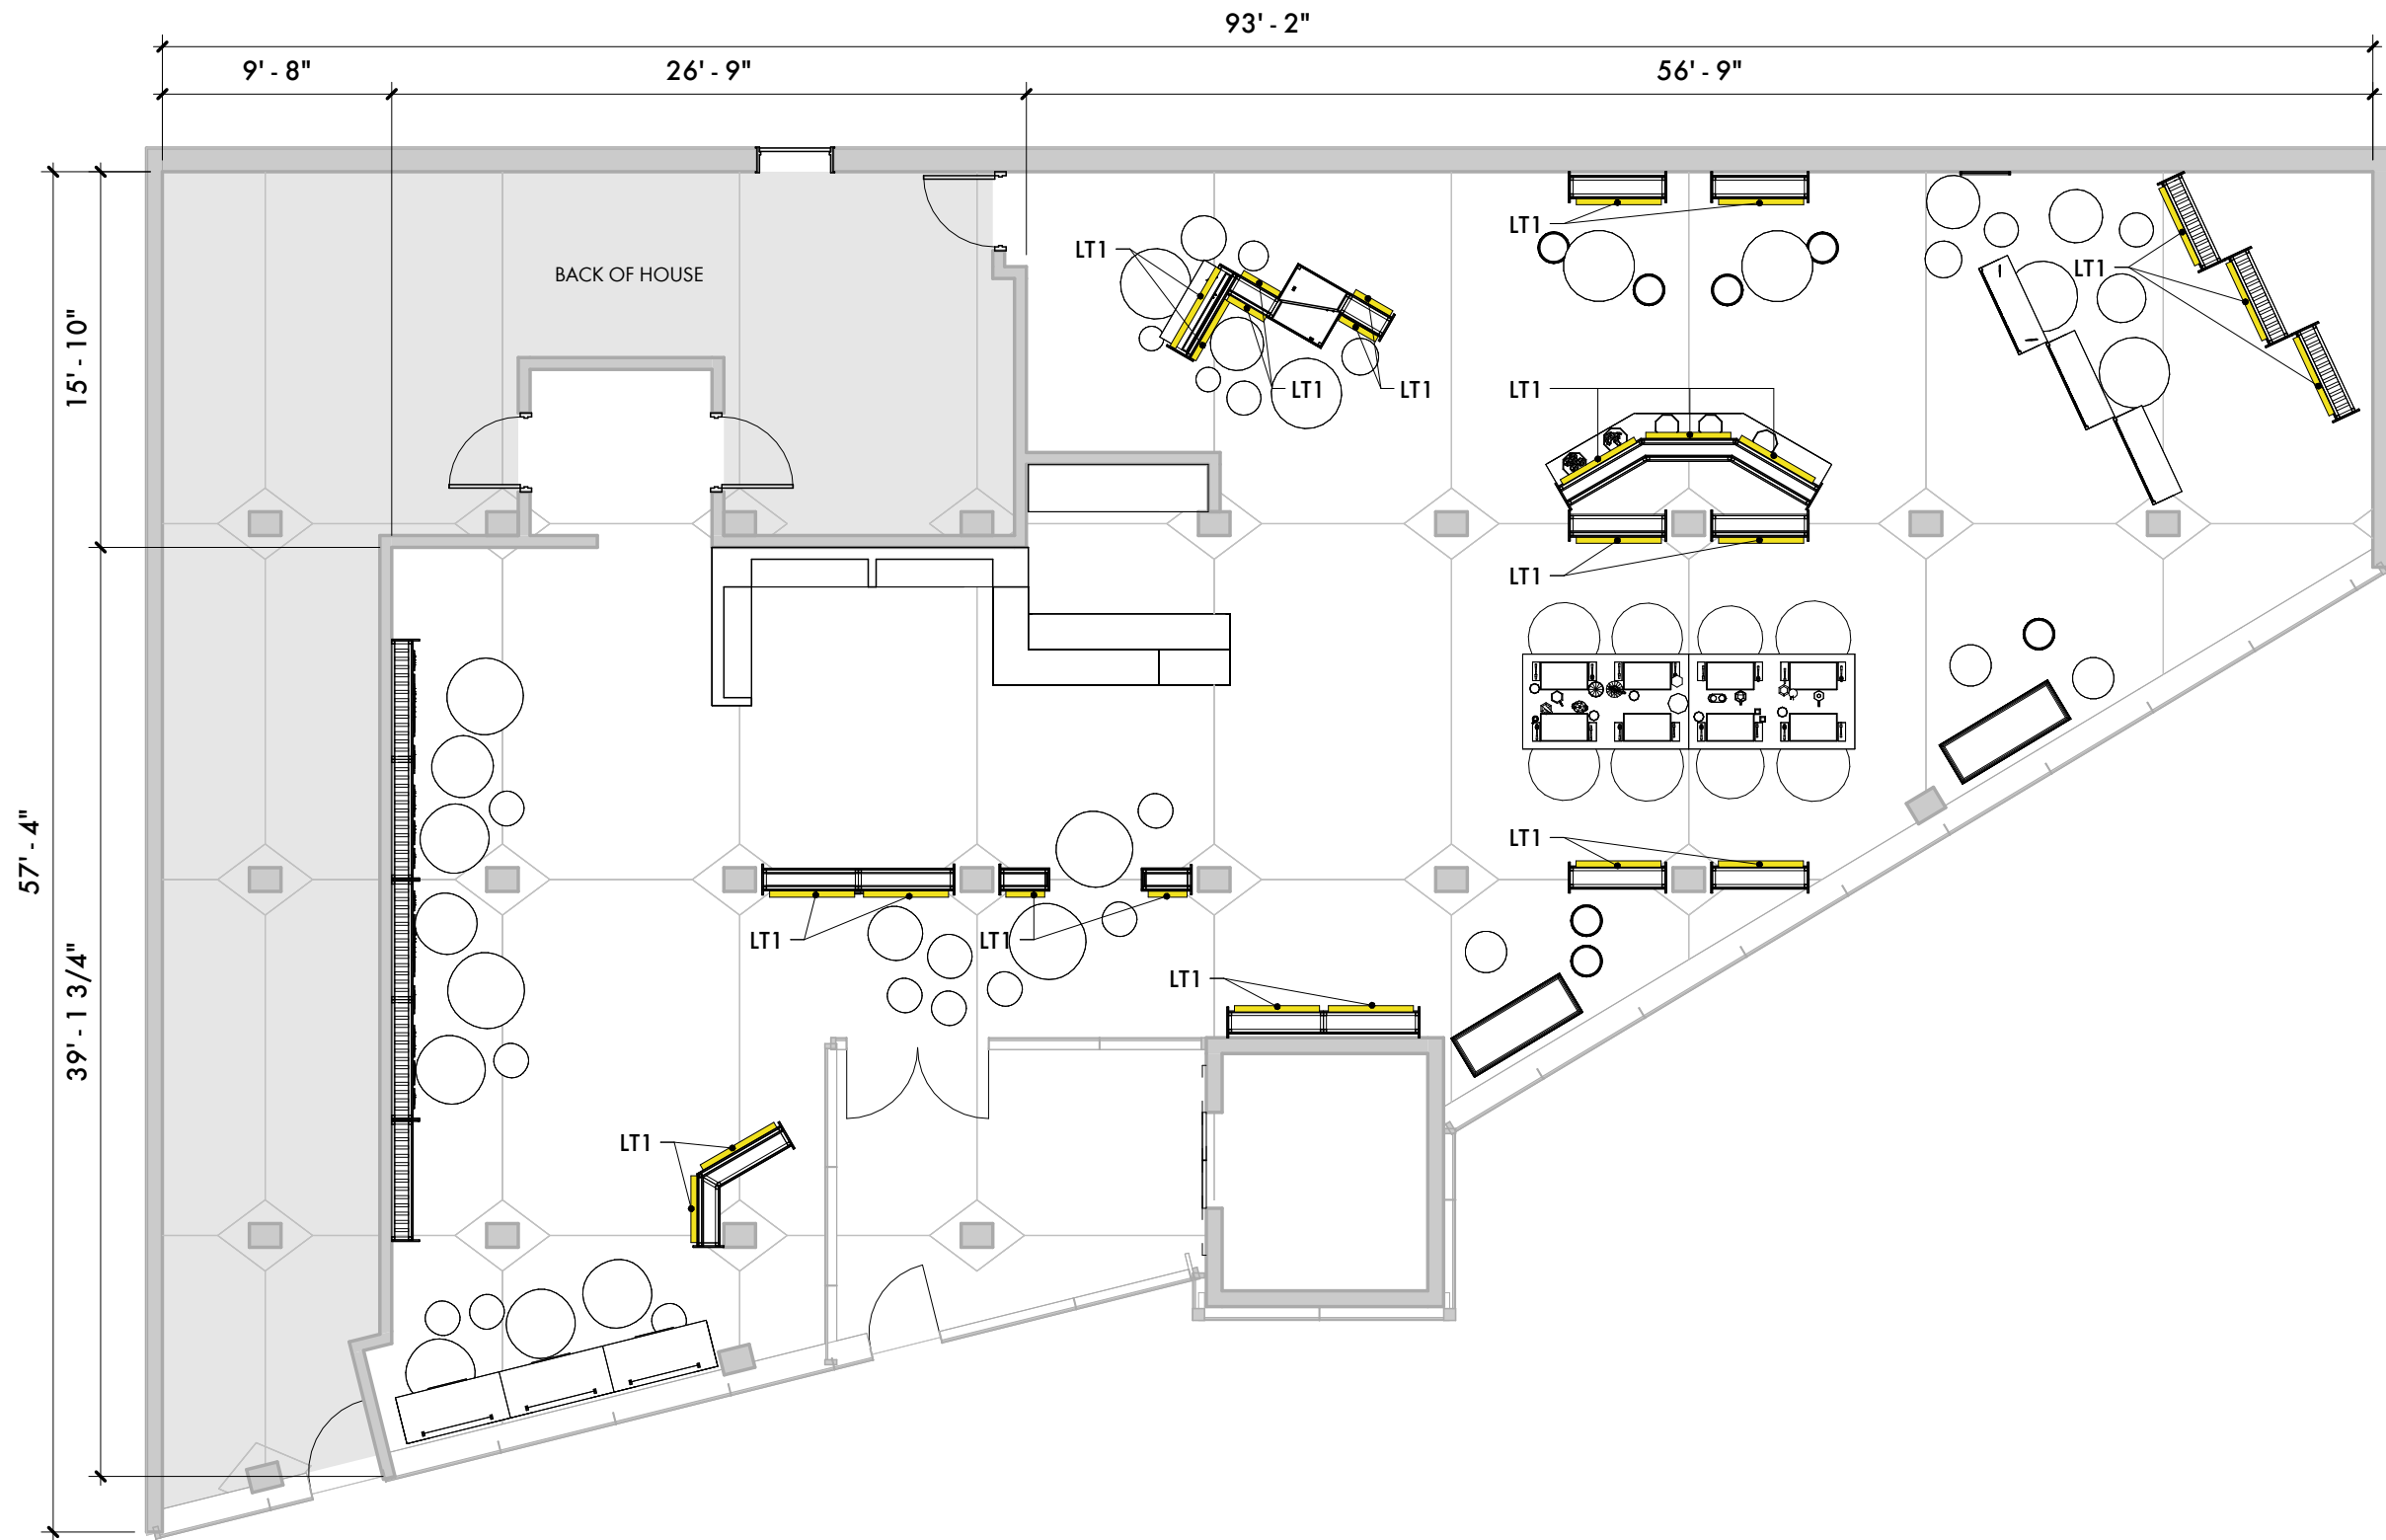 93' - 2"
9' - 8"
26' - 9"
56' - 9"
LT1
LT1
LT1
BACK OF HOUSE
15' - 10"
LT1
LT1
LT1
LT1
57' - 4"
LT1
LT1
LT1
39' - 1 3/4"
LT1
LT1